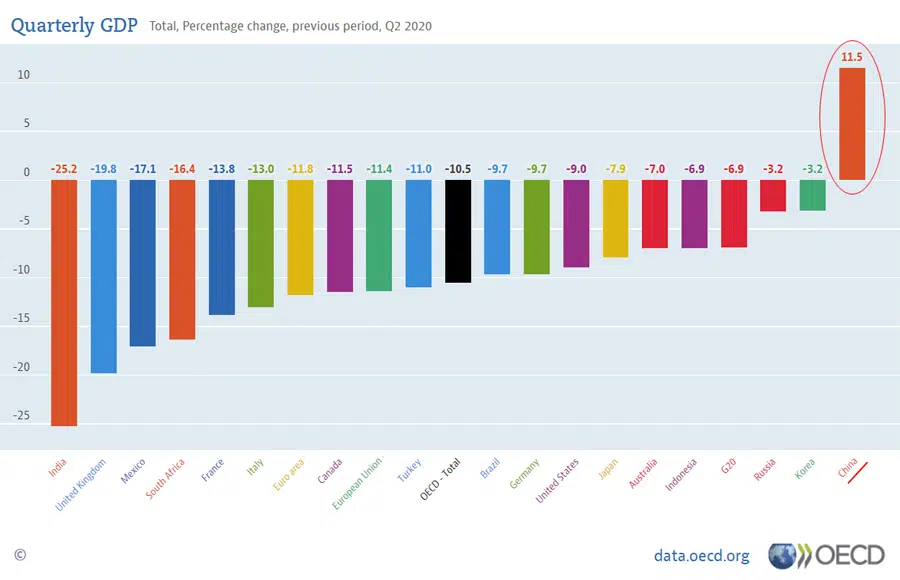 Quarterly GDP Total, Percentage change, previous period, Q2 2020
11.5
10
5
0 -25.2 -19.8 -17.1 -16.4 -13.8 -13.0 -11.8 -11.5 -11.4 -11.0 -10.5 -9.7 -9.7 -9.0 -7.9 -7.0 -6.9 -6.9 -3.2 -3.2
-5
-10
-15
-20
-25
India United Kingdom Mexico South Africa France Italy Euro area Canada European Union Turkey OECD - Total Brazil Germany United States Japan Australia Indonesia G20 Russia Korea China
© data.oecd.org OECD